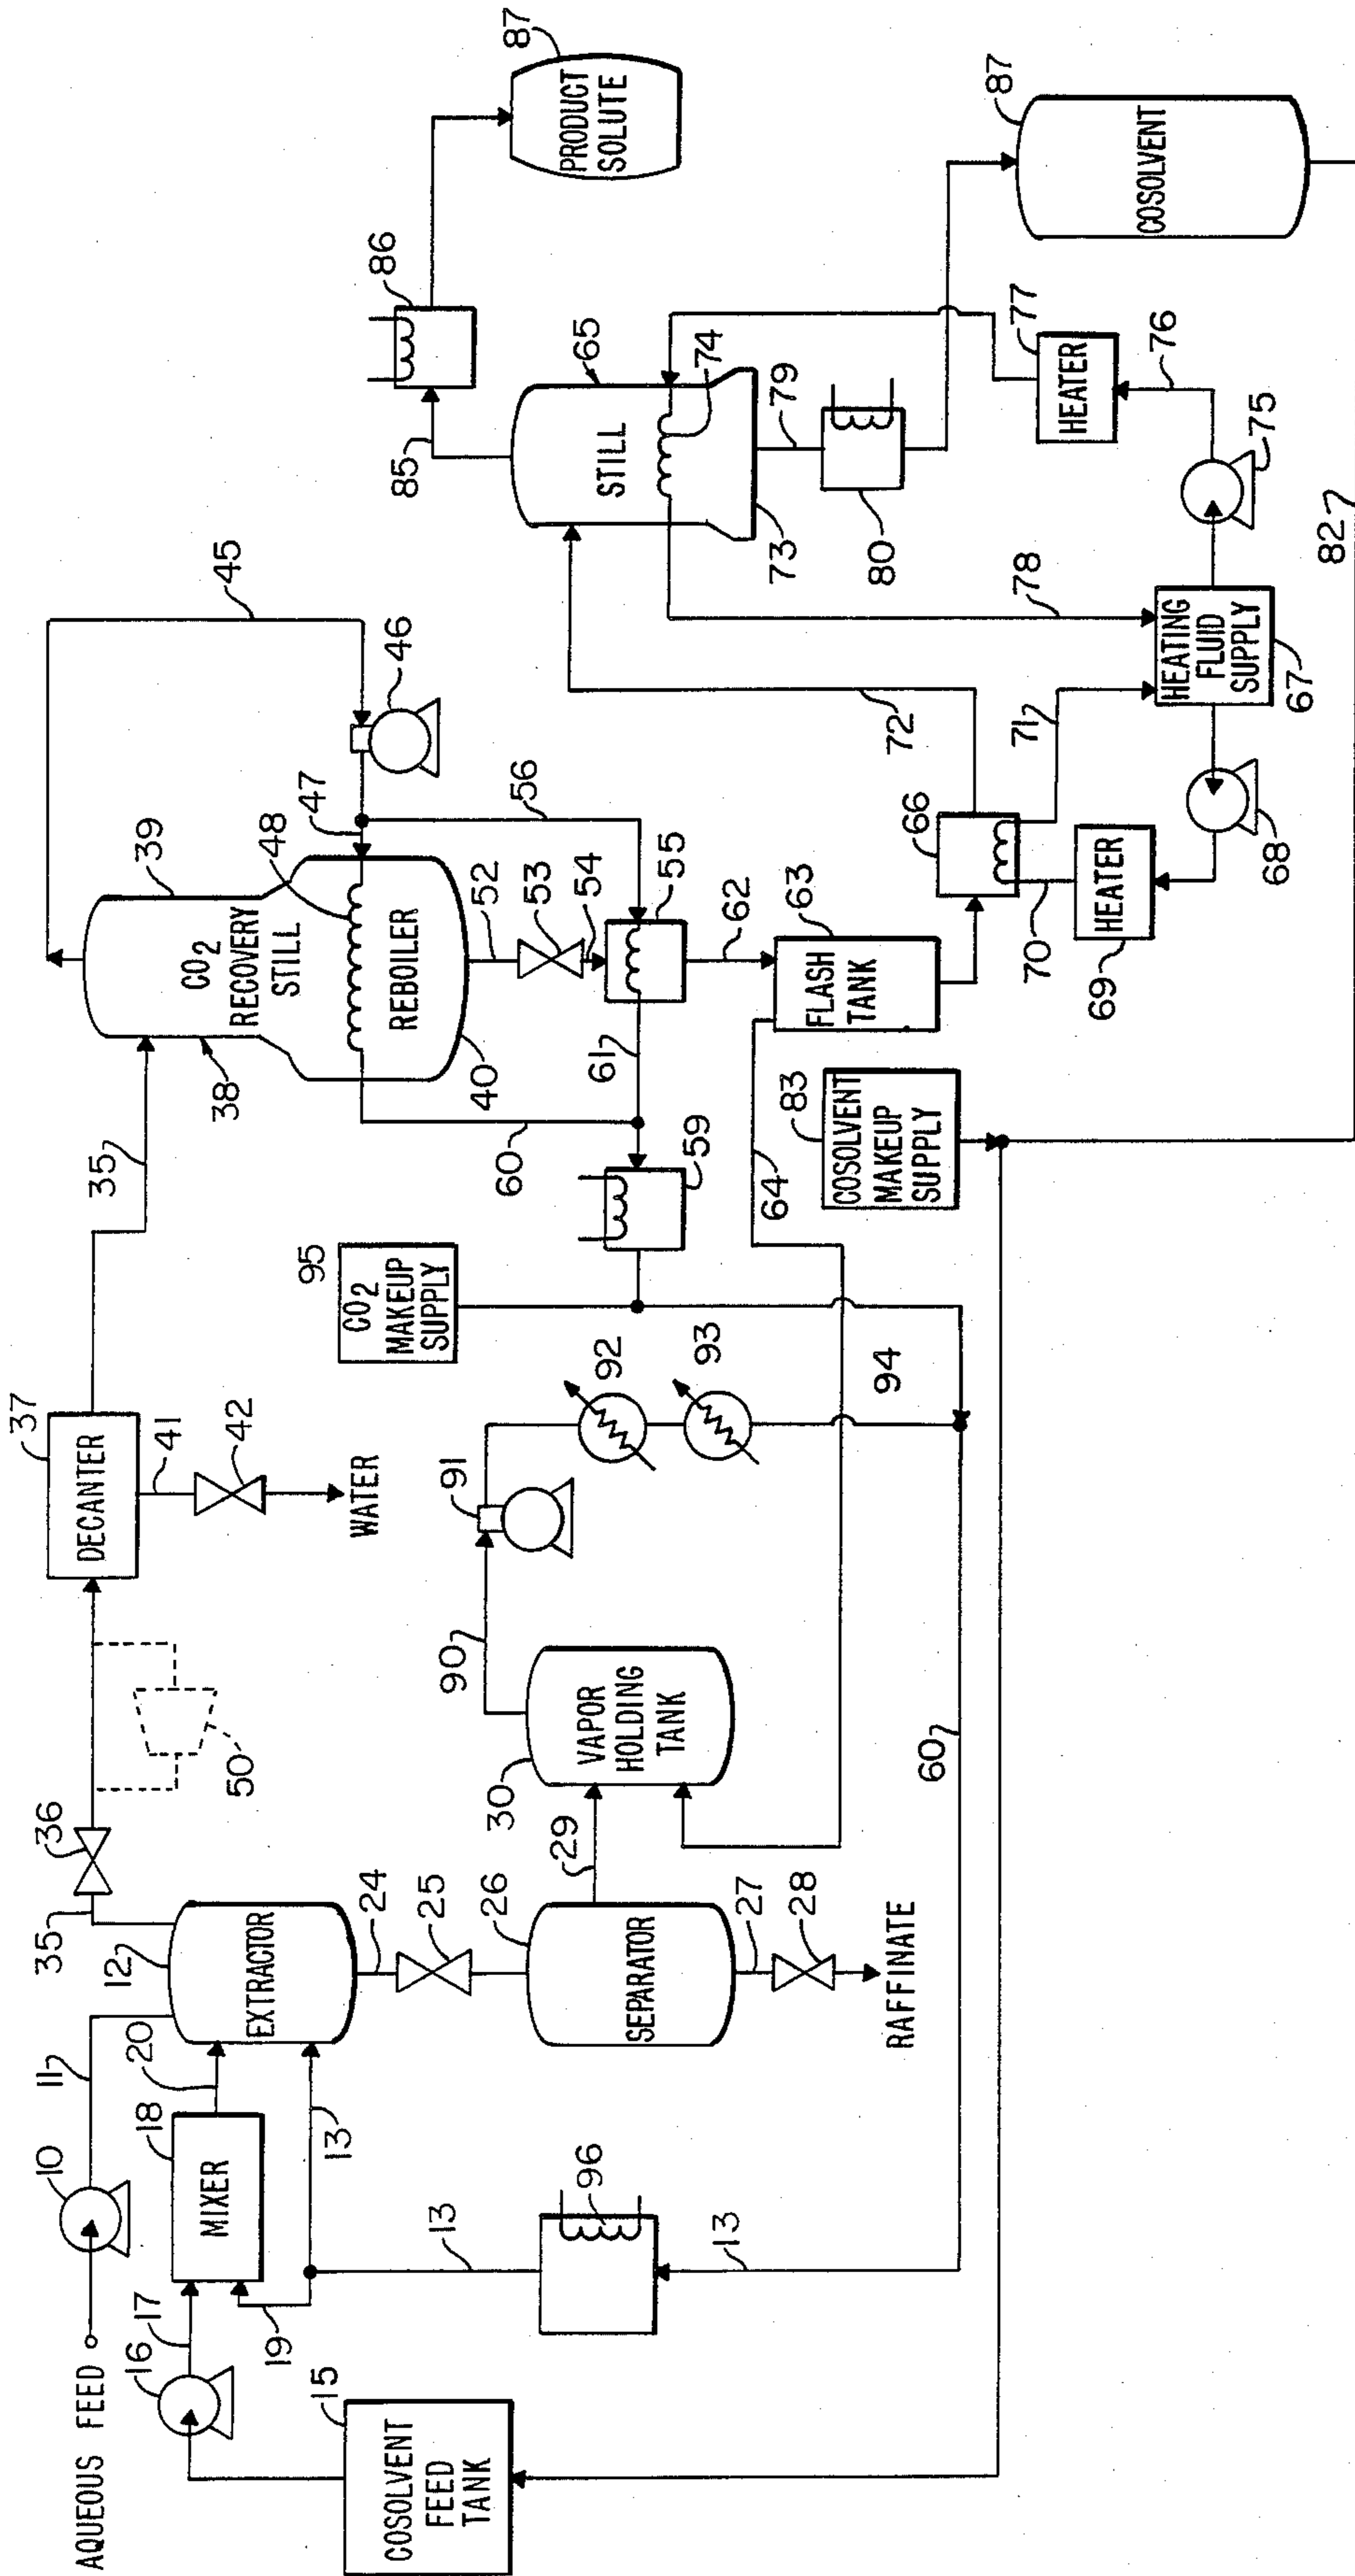 AQUEOUS FEED
10
11
12
35
36
50
37
DECANTER
41
42
WATER
35
38
39
CO2
RECOVERY
STILL
45
46
47
48
REBOILER
40
52
53
54
55
56
60
61
62
59
16
17
18
MIXER
19
20
13
EXTRACTOR
24
25
26
SEPARATOR
27
28
RAFFINATE
29
30
VAPOR
HOLDING
TANK
90
91
92
93
94
95
CO2
MAKEUP
SUPPLY
63
FLASH
TANK
64
83
COSOLVENT
MAKEUP
SUPPLY
15
COSOLVENT
FEED
TANK
13
96
13
60
85
86
87
PRODUCT
SOLUTE
65
STILL
74
73
79
80
72
66
71
78
70
69
HEATER
68
HEATING
FLUID
SUPPLY
67
75
76
77
HEATER
87
COSOLVENT
82